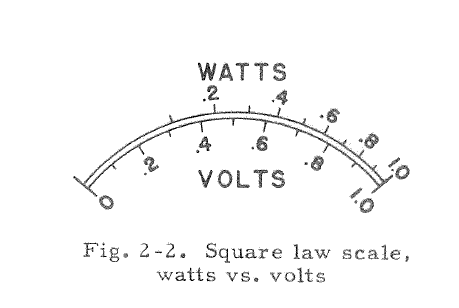 WATTS
.2 .4 .6 .8 1.0
0 .2 .4 .6 .8 1.0
VOLTS
Fig. 2-2. Square law scale,
watts vs. volts